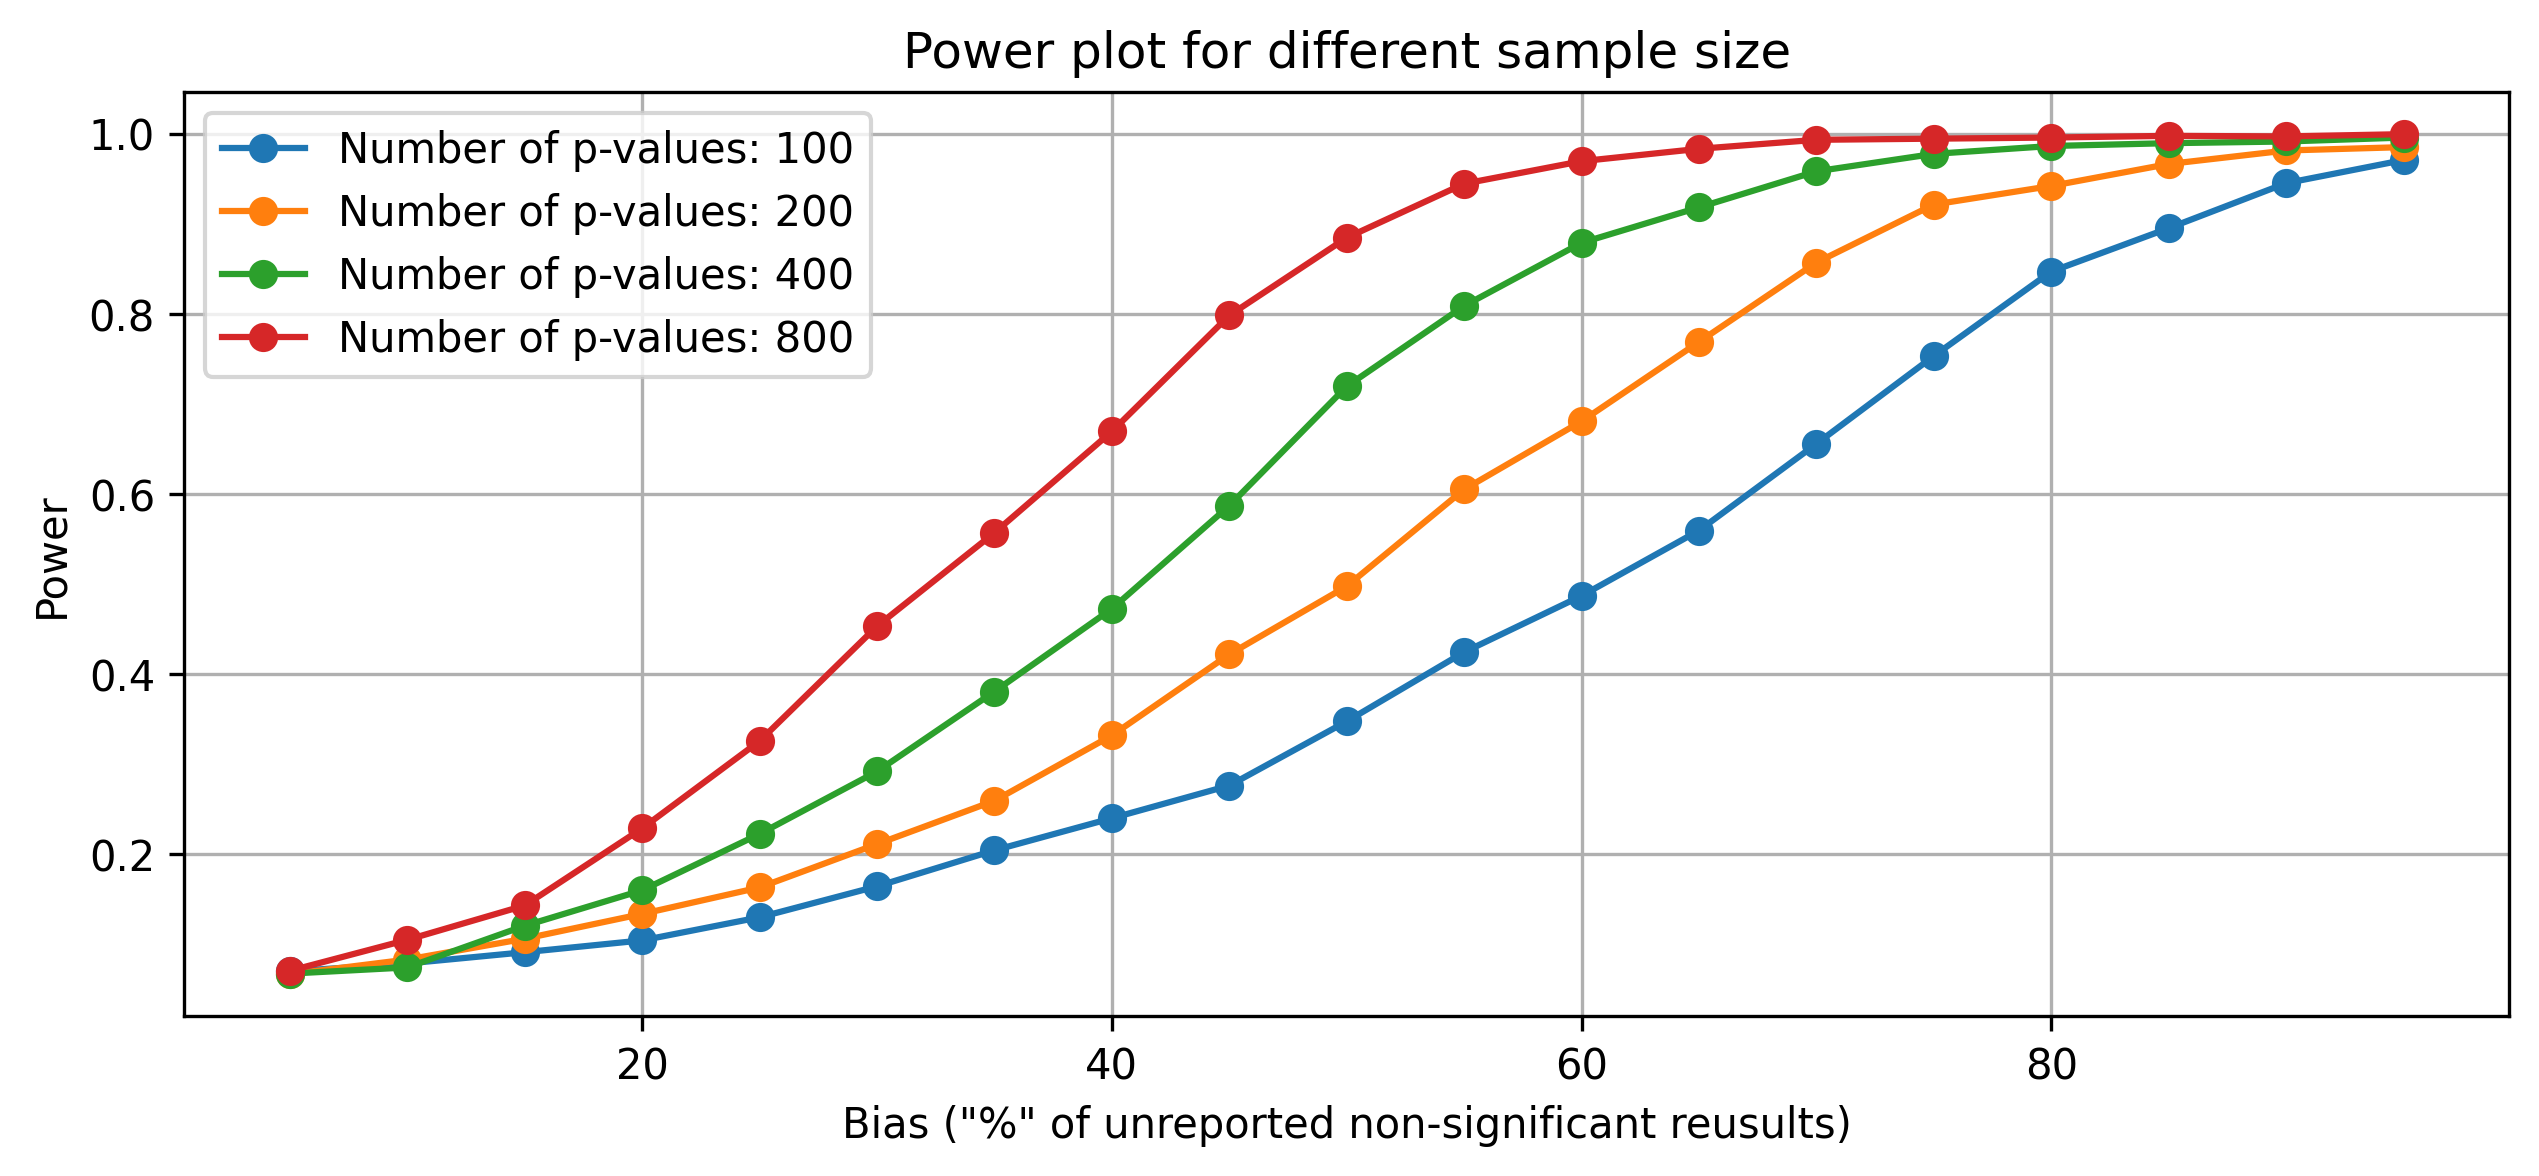 Power plot for different sample size
1.0
0.8
0.6
0.4
0.2
Power
Number of p-values: 100
Number of p-values: 200
Number of p-values: 400
Number of p-values: 800
20 40 60 80
Bias ("%" of unreported non-significant reusults)